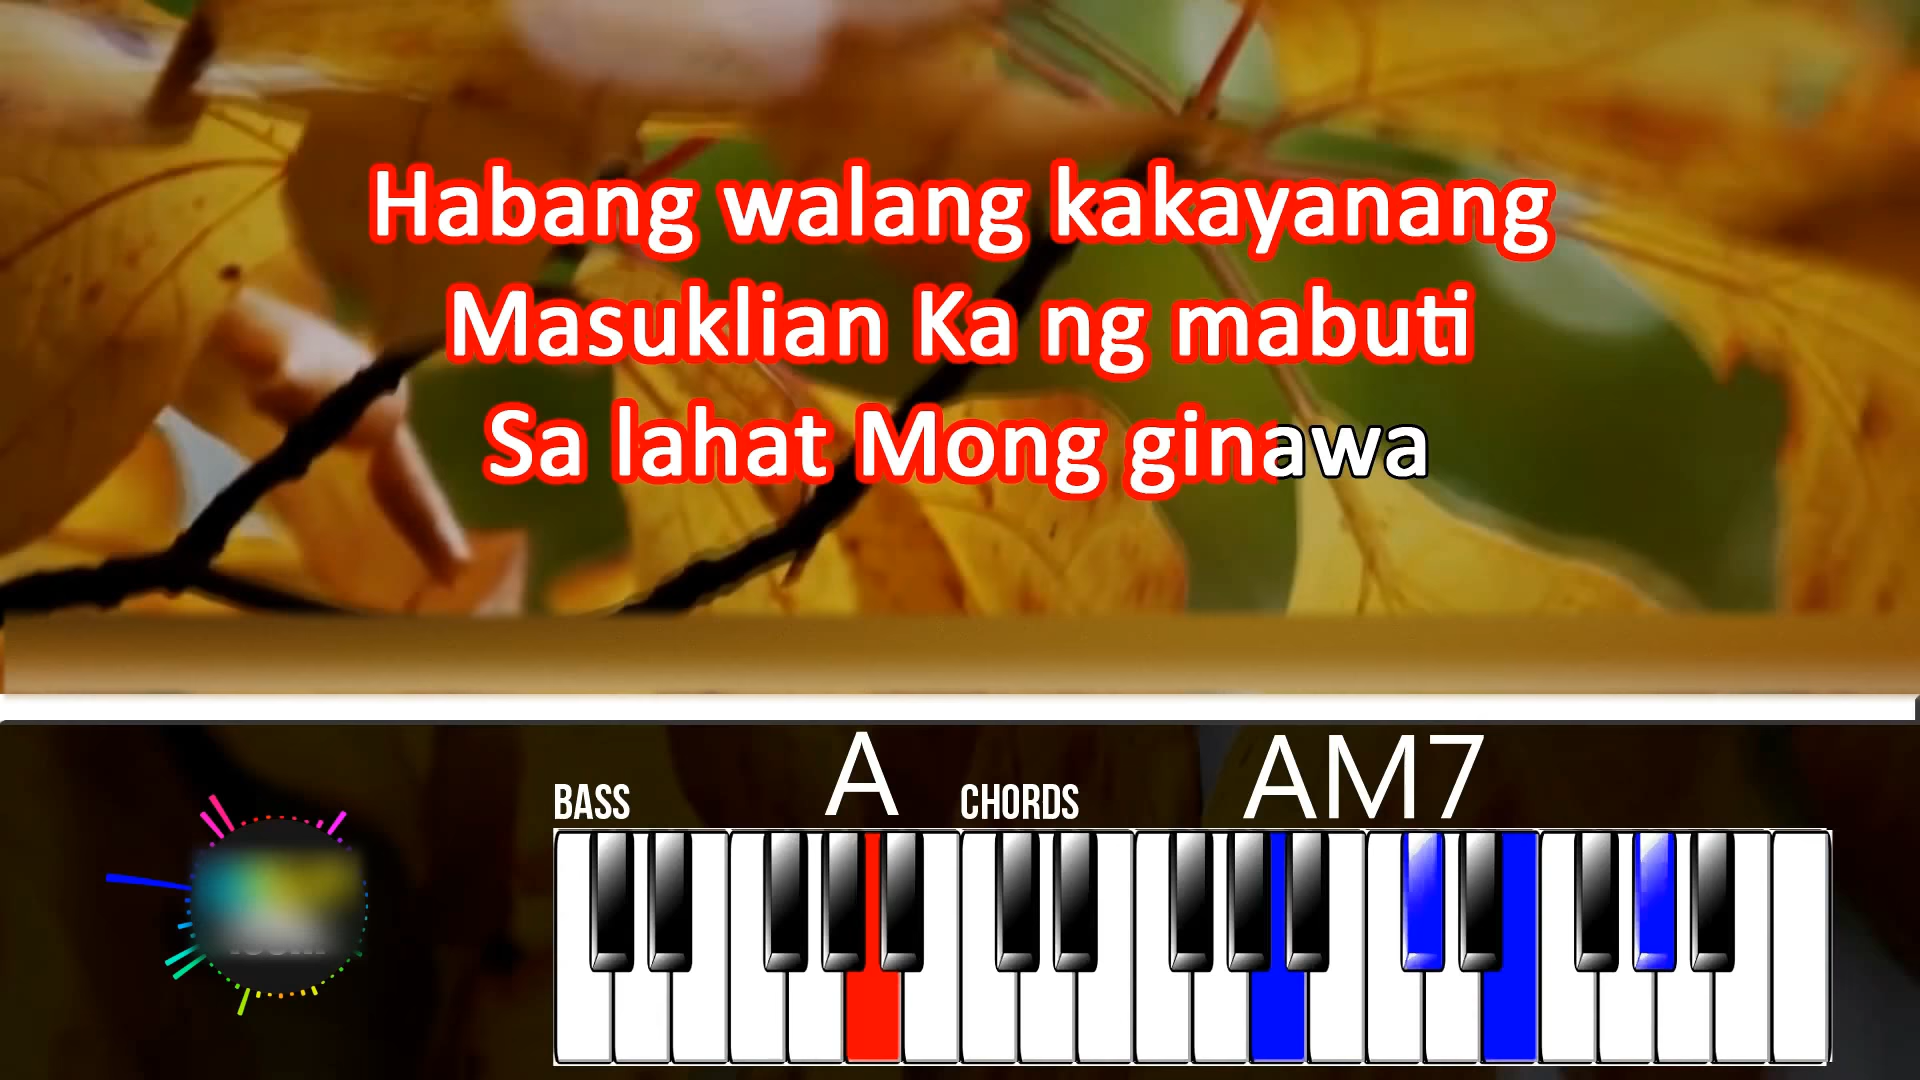 Habang walang kakayanang
Masuklian Ka ng mabuti
Sa lahat Mong ginawa
BASS A CHORDS AM7